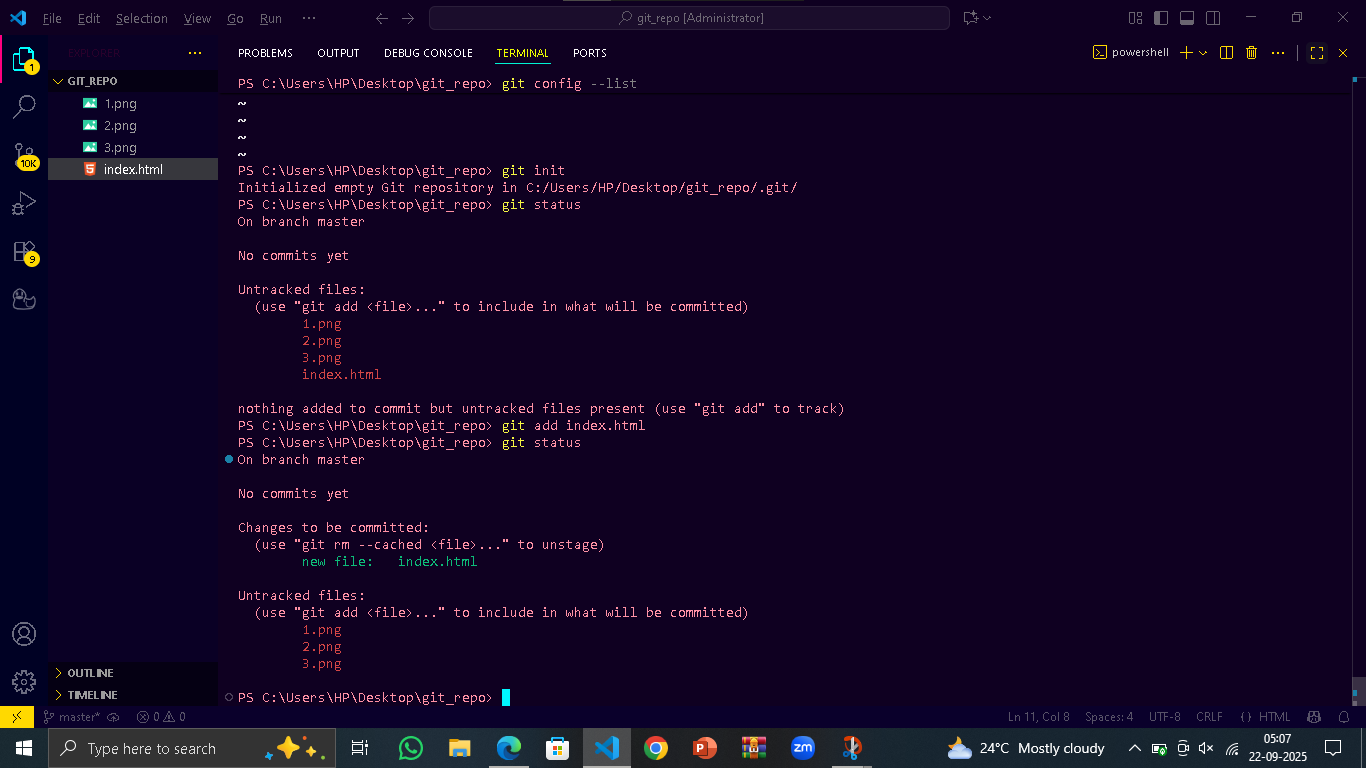 File Edit Selection View Go Run ··· git_repo [Administrator]
EXPLORER ···
PROBLEMS OUTPUT DEBUG CONSOLE TERMINAL PORTS powershell
GIT_REPO
1.png
2.png
3.png
index.html
1
10K
9
PS C:\Users\HP\Desktop\git_repo> git config --list
~
~
~
~
PS C:\Users\HP\Desktop\git_repo> git init
Initialized empty Git repository in C:/Users/HP/Desktop/git_repo/.git/
PS C:\Users\HP\Desktop\git_repo> git status
On branch master
No commits yet
Untracked files:
(use "git add <file>..." to include in what will be committed)
1.png
2.png
3.png
index.html
nothing added to commit but untracked files present (use "git add" to track)
PS C:\Users\HP\Desktop\git_repo> git add index.html
PS C:\Users\HP\Desktop\git_repo> git status
On branch master
No commits yet
Changes to be committed:
(use "git rm --cached <file>..." to unstage)
new file:   index.html
Untracked files:
(use "git add <file>..." to include in what will be committed)
1.png
2.png
3.png
PS C:\Users\HP\Desktop\git_repo>
OUTLINE
TIMELINE
master* 0 0 Ln 11, Col 8 Spaces: 4 UTF-8 CRLF {} HTML
Type here to search
zm
24°C Mostly cloudy
05:07
22-09-2025